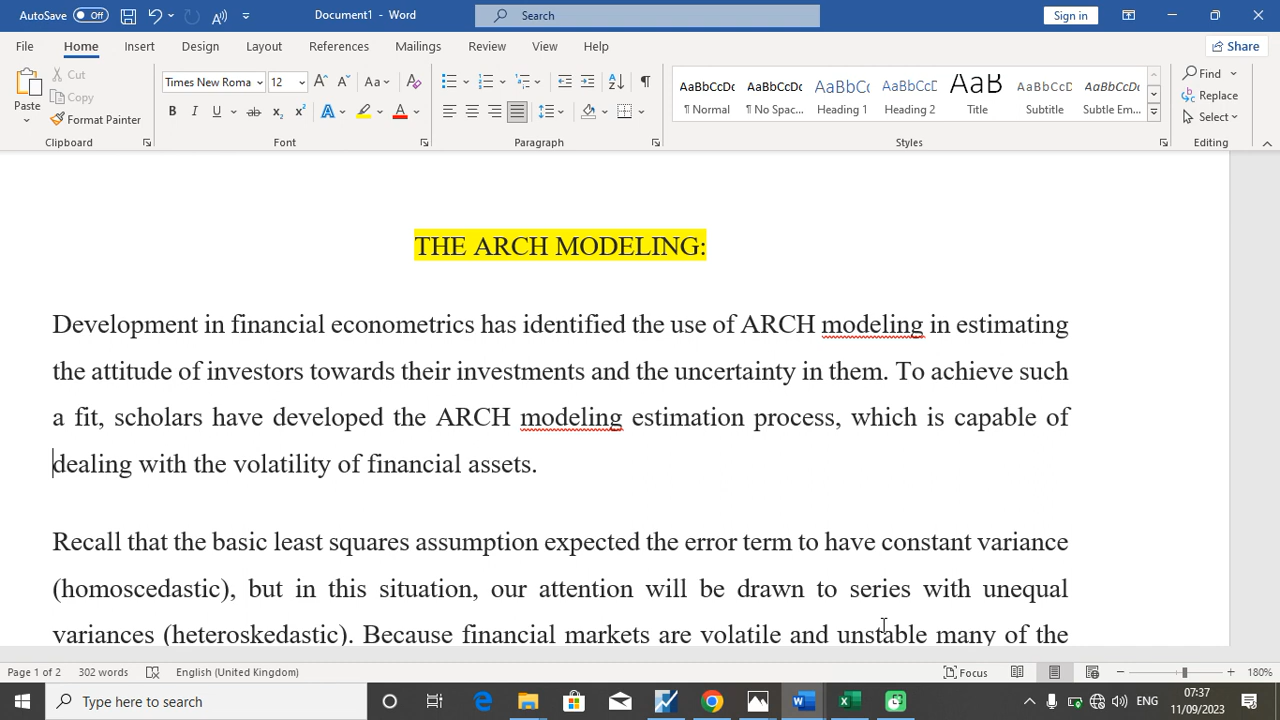 AutoSave Off Document1 - Word Search Sign in
File Home Insert Design Layout References Mailings Review View Help Share
Paste Cut Copy Format Painter Clipboard
Times New Roma 12 Aa A B I U ab x₂ x² A A Font
Paragraph
AaBbCcDc AaBbCcDc AaBbCc AaBbCcD AaB AaBbCcD AaBbCcDc
¶ Normal ¶ No Spac... Heading 1 Heading 2 Title Subtitle Subtle Em... Styles
Find Replace Select Editing
THE ARCH MODELING:
Development in financial econometrics has identified the use of ARCH modeling in estimating
the attitude of investors towards their investments and the uncertainty in them. To achieve such
a fit, scholars have developed the ARCH modeling estimation process, which is capable of
dealing with the volatility of financial assets.
Recall that the basic least squares assumption expected the error term to have constant variance
(homoscedastic), but in this situation, our attention will be drawn to series with unequal
variances (heteroskedastic). Because financial markets are volatile and unstable many of the
Page 1 of 2 302 words English (United Kingdom) Focus 180%
Type here to search ENG 07:37
11/09/2023